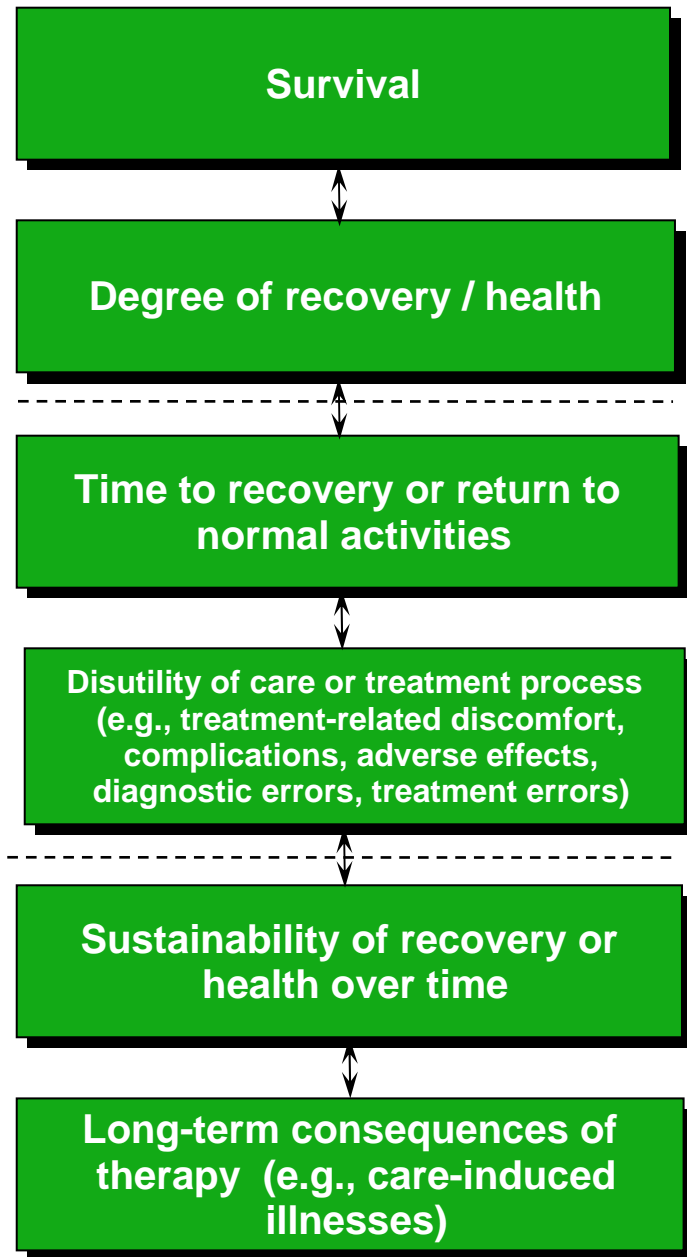 Survival
Degree of recovery / health
Time to recovery or return to
normal activities
Disutility of care or treatment process
(e.g., treatment-related discomfort,
complications, adverse effects,
diagnostic errors, treatment errors)
Sustainability of recovery or
health over time
Long-term consequences of
therapy  (e.g., care-induced
illnesses)